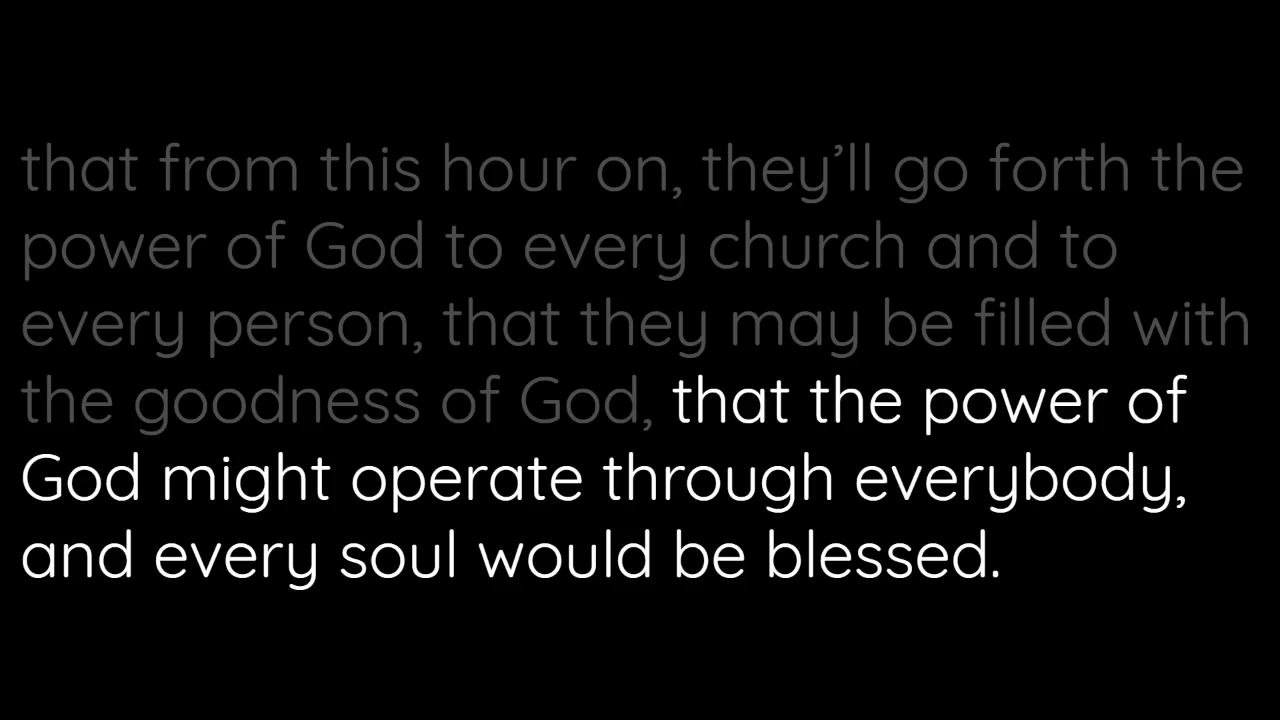 that from this hour on, they’ll go forth the
power of God to every church and to
every person, that they may be filled with
the goodness of God, that the power of
God might operate through everybody,
and every soul would be blessed.